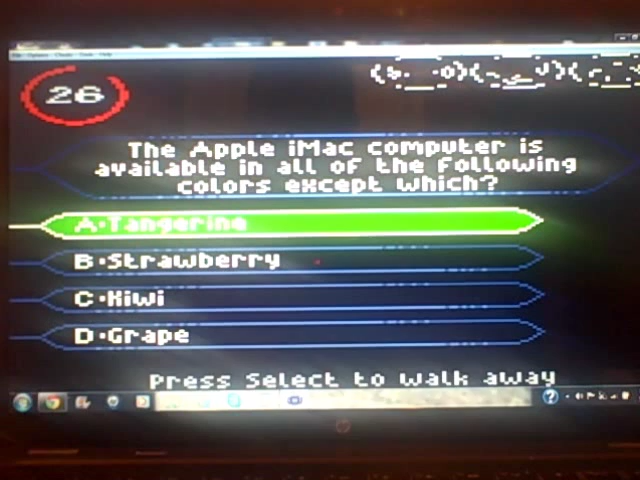 26
The Apple iMac computer is
available in all of the following
colors except which?
A•Tangerine
B•Strawberry
C•Kiwi
D•Grape
Press Select to walk away